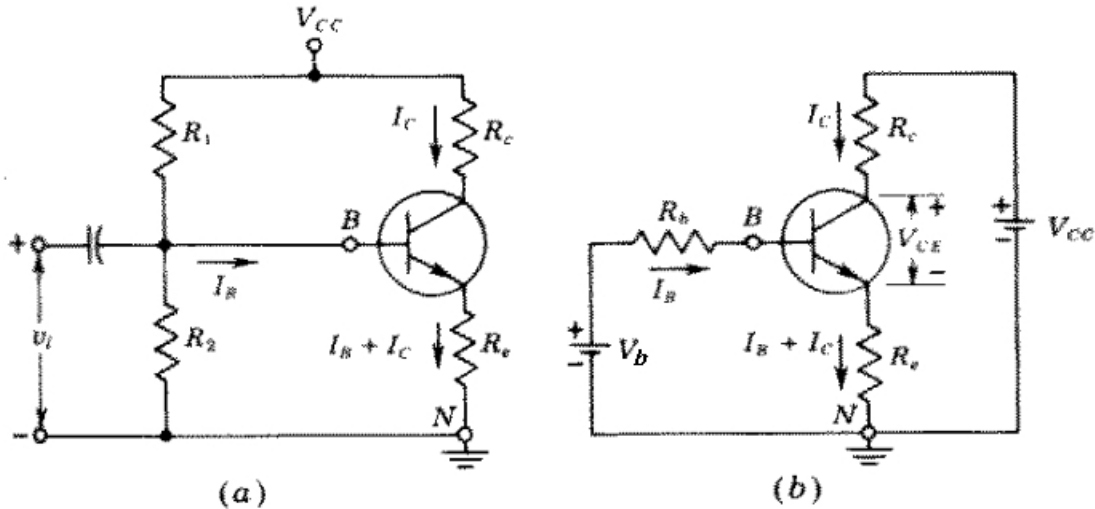 V_CC
I_C
R_1
R_c
B
+
I_B
R_2
v_i
I_B + I_C
R_e
N
-
(a)
I_C
R_c
R_b
B
+
V_CE
-
I_B
+
-
V_CC
+
-
V_b
I_B + I_C
R_e
N
(b)